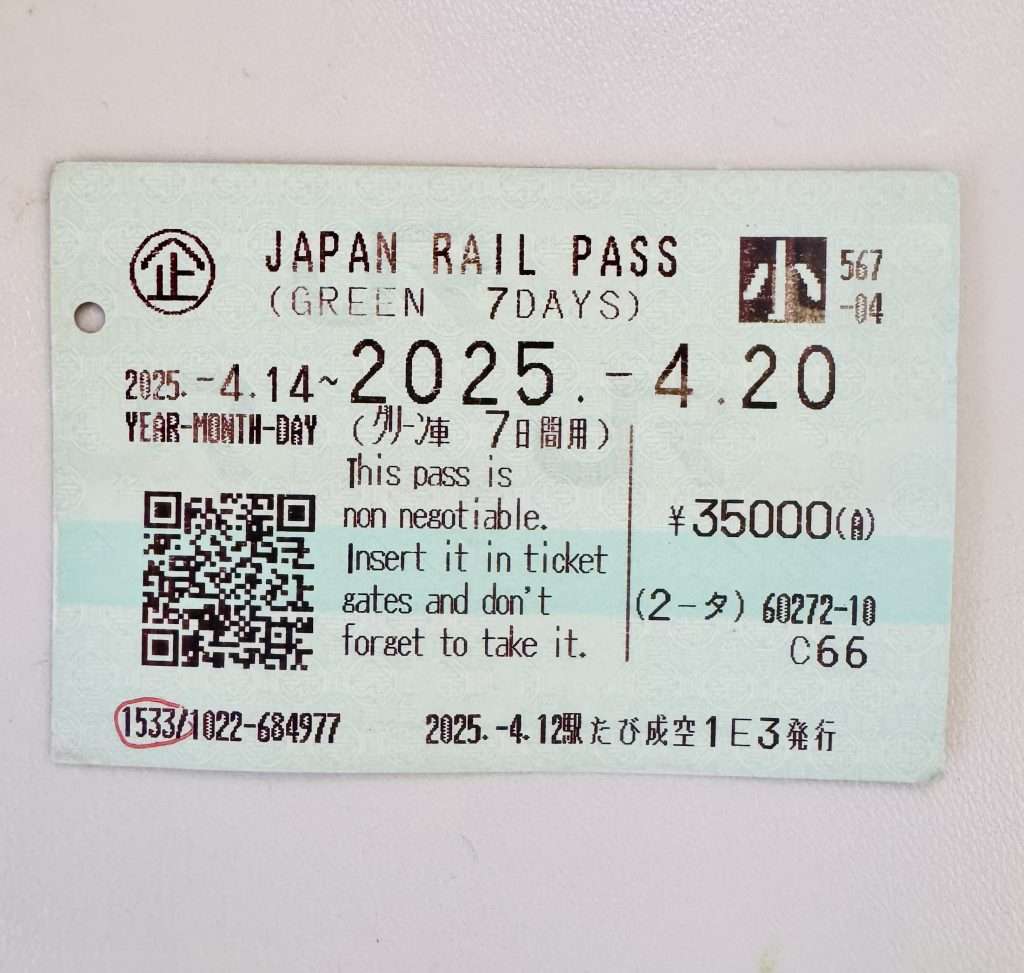 企 JAPAN RAIL PASS 小 567
(GREEN 7DAYS) -04
2025.-4.14~2025.-4.20
YEAR-MONTH-DAY (グリーン車 7日間用)
This pass is
non negotiable. ¥35000(A)
Insert it in ticket
gates and don't (2-タ) 60272-10
forget to take it. C66
1533/1022-684977 2025.-4.12駅たび成空1E3発行